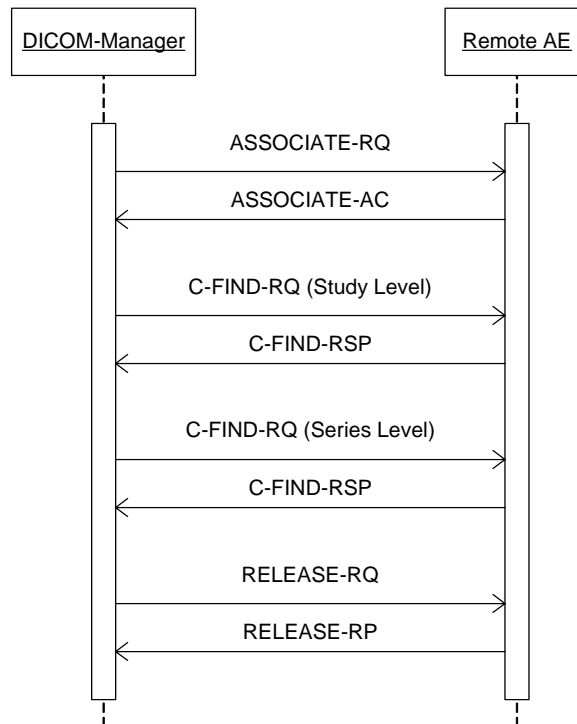 DICOM-Manager
Remote AE
ASSOCIATE-RQ
ASSOCIATE-AC
C-FIND-RQ (Study Level)
C-FIND-RSP
C-FIND-RQ (Series Level)
C-FIND-RSP
RELEASE-RQ
RELEASE-RP